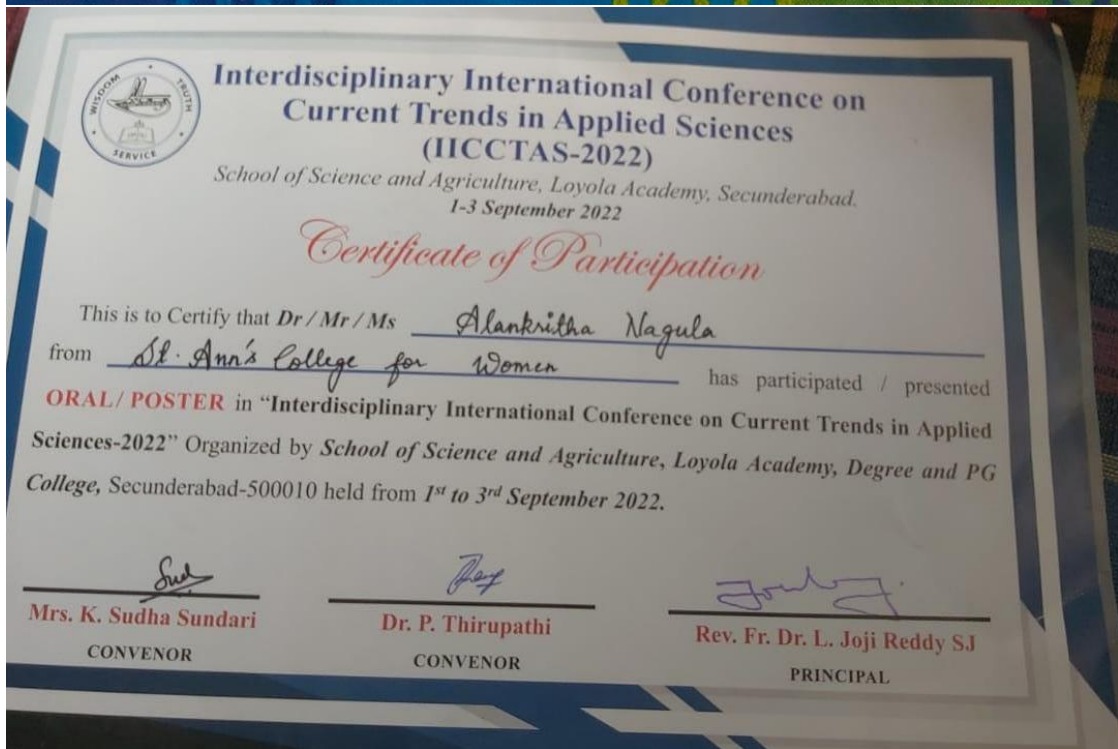 WISDOM • TRUTH
SERVICE
Interdisciplinary International Conference on
Current Trends in Applied Sciences
(IICCTAS-2022)
School of Science and Agriculture, Loyola Academy, Secunderabad.
1-3 September 2022
Certificate of Participation
This is to Certify that Dr / Mr / Ms Alankritha Nagula
from St. Ann's College for Women has participated / presented
ORAL/ POSTER in “Interdisciplinary International Conference on Current Trends in Applied
Sciences-2022” Organized by School of Science and Agriculture, Loyola Academy, Degree and PG
College, Secunderabad-500010 held from 1st to 3rd September 2022.
Mrs. K. Sudha Sundari
CONVENOR
Dr. P. Thirupathi
CONVENOR
Rev. Fr. Dr. L. Joji Reddy SJ
PRINCIPAL